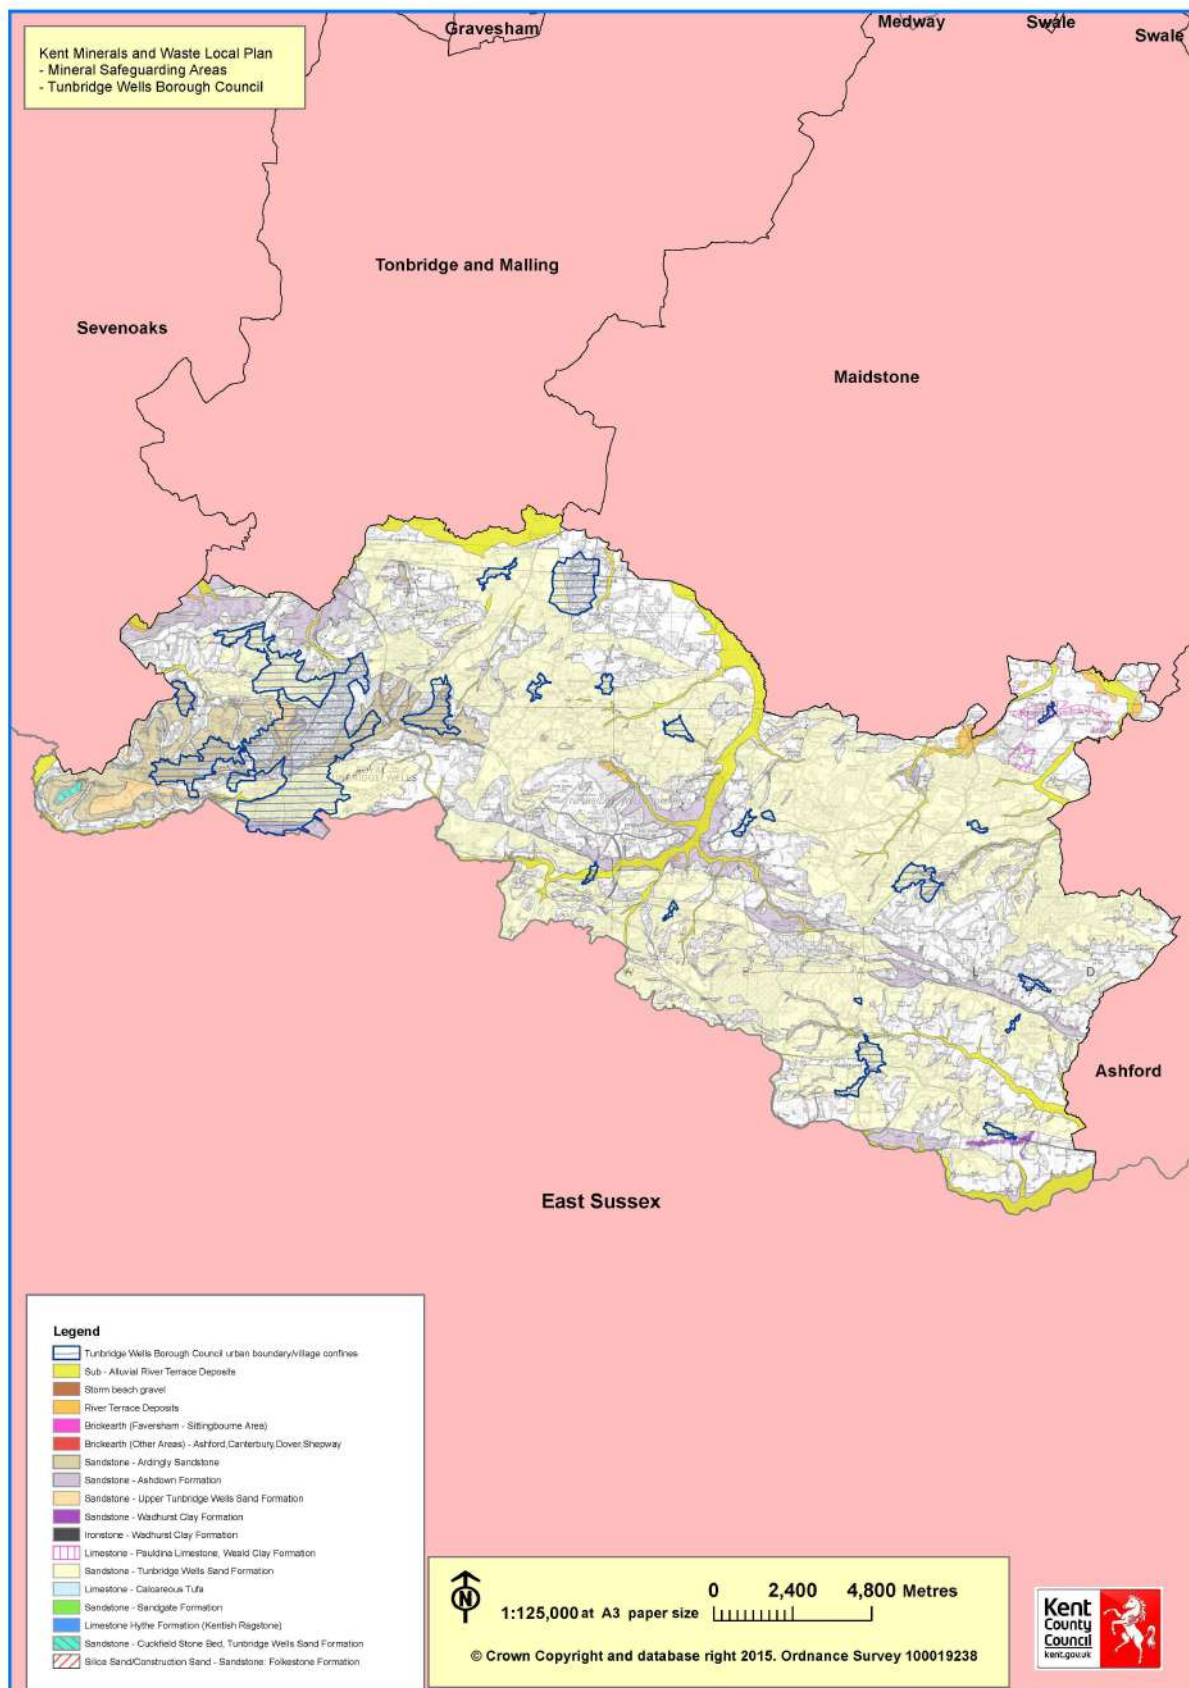 Gravesham
Medway
Swale
Swale
Kent Minerals and Waste Local Plan
- Mineral Safeguarding Areas
- Tunbridge Wells Borough Council
Tonbridge and Malling
Sevenoaks
Maidstone
Ashford
East Sussex
Legend
Tunbridge Wells Borough Council urban boundary/village confines
Sub - Alluvial River Terrace Deposits
Storm beach gravel
River Terrace Deposits
Brickearth (Faversham - Sittingbourne Area)
Brickearth (Other Areas) - Ashford,Canterbury,Dover,Shepway
Sandstone - Ardingly Sandstone
Sandstone - Ashdown Formation
Sandstone - Upper Tunbridge Wells Sand Formation
Sandstone - Wadhurst Clay Formation
Ironstone - Wadhurst Clay Formation
Limestone - Pauldina Limestone, Weald Clay Formation
Sandstone - Tunbridge Wells Sand Formation
Limestone - Calcareous Tufa
Sandstone - Sandgate Formation
Limestone Hythe Formation (Kentish Ragstone)
Sandstone - Cuckfield Stone Bed, Tunbridge Wells Sand Formation
Silica Sand/Construction Sand - Sandstone: Folkestone Formation
N
1:125,000 at A3 paper size
0 2,400 4,800 Metres
© Crown Copyright and database right 2015. Ordnance Survey 100019238
Kent
County
Council
kent.gov.uk